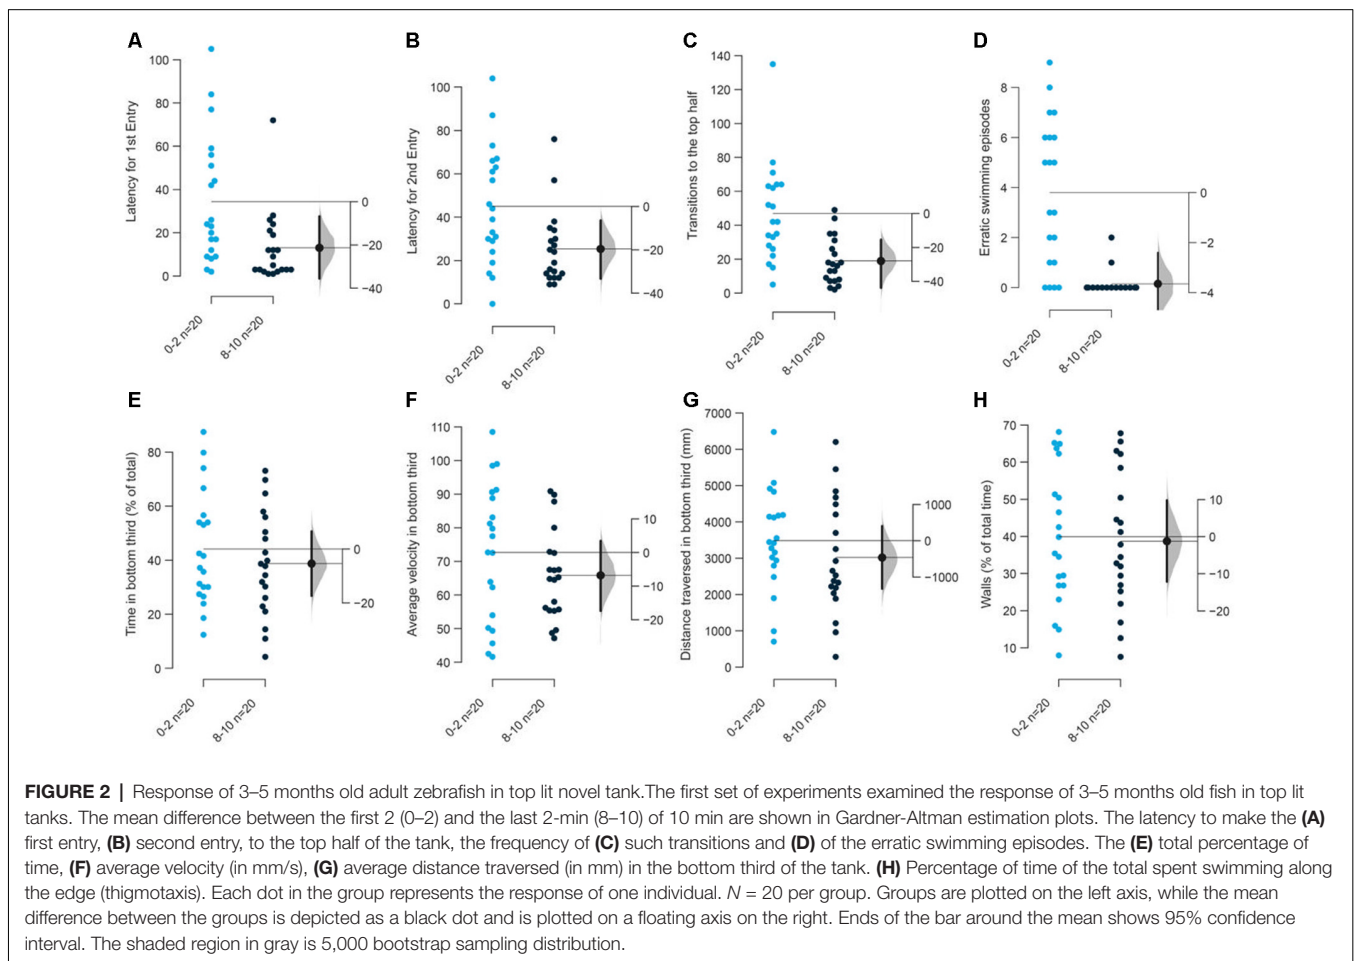 A
Latency for 1st Entry
100
80
60
40
20
0
0
−20
−40
0-2 n=20
8-10 n=20
B
Latency for 2nd Entry
100
80
60
40
20
0
0
−20
−40
0-2 n=20
8-10 n=20
C
Transitions to the top half
140
120
100
80
60
40
20
0
0
−20
−40
0-2 n=20
8-10 n=20
D
Erratic swimming episodes
8
6
4
2
0
0
−2
−4
0-2 n=20
8-10 n=20
E
Time in bottom third (% of total)
80
60
40
20
0
0
−20
0-2 n=20
8-10 n=20
F
Average velocity in bottom third
110
100
90
80
70
60
50
40
10
0
−10
−20
0-2 n=20
8-10 n=20
G
Distance traversed in bottom third (mm)
7000
6000
5000
4000
3000
2000
1000
0
1000
0
−1000
0-2 n=20
8-10 n=20
H
Walls (% of total time)
70
60
50
40
30
20
10
10
0
−10
−20
0-2 n=20
8-10 n=20
FIGURE 2 | Response of 3–5 months old adult zebrafish in top lit novel tank.The first set of experiments examined the response of 3–5 months old fish in top lit
tanks. The mean difference between the first 2 (0–2) and the last 2-min (8–10) of 10 min are shown in Gardner-Altman estimation plots. The latency to make the (A)
first entry, (B) second entry, to the top half of the tank, the frequency of (C) such transitions and (D) of the erratic swimming episodes. The (E) total percentage of
time, (F) average velocity (in mm/s), (G) average distance traversed (in mm) in the bottom third of the tank. (H) Percentage of time of the total spent swimming along
the edge (thigmotaxis). Each dot in the group represents the response of one individual. N = 20 per group. Groups are plotted on the left axis, while the mean
difference between the groups is depicted as a black dot and is plotted on a floating axis on the right. Ends of the bar around the mean shows 95% confidence
interval. The shaded region in gray is 5,000 bootstrap sampling distribution.